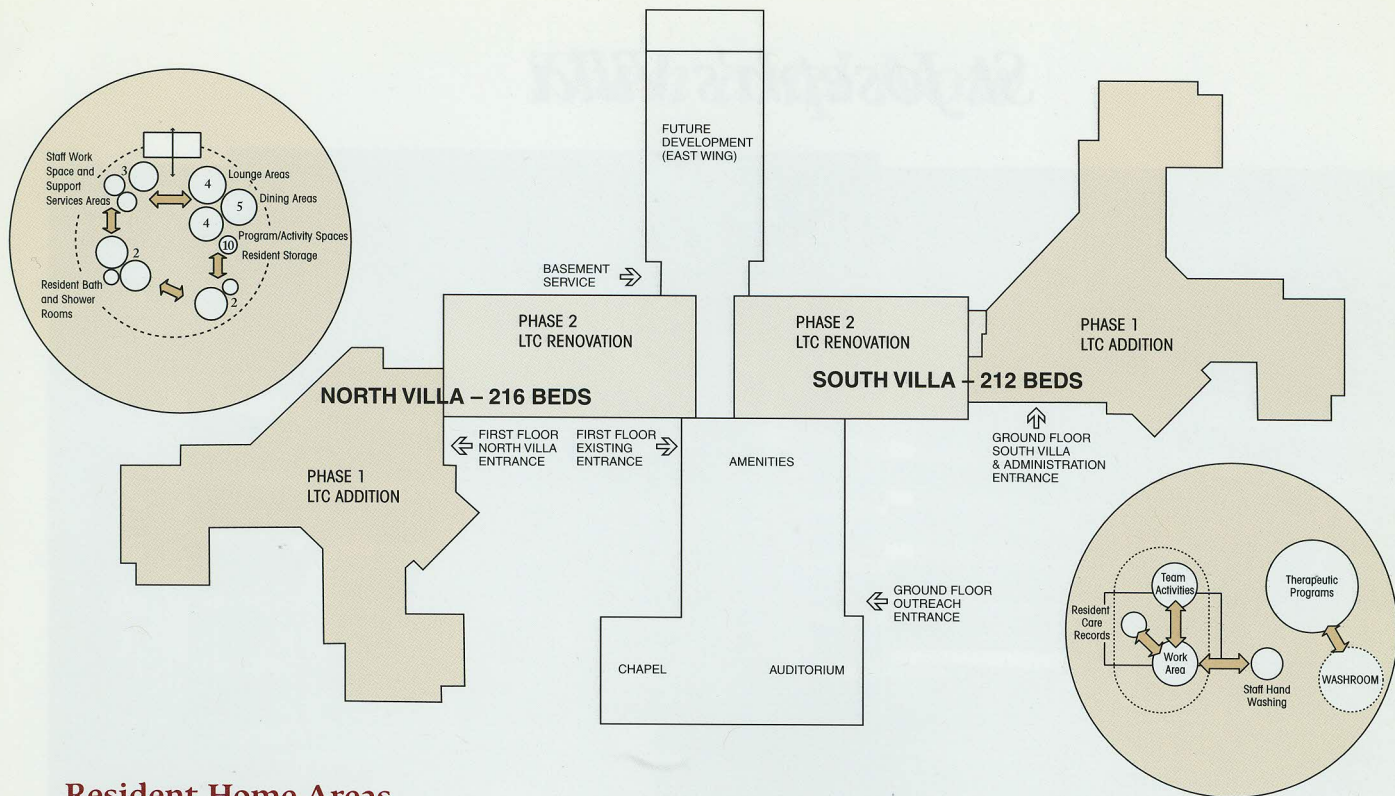 FUTURE
DEVELOPMENT
(EAST WING)
Staff Work
Space and
Support
Services Areas
3
4
Lounge Areas
5
Dining Areas
4
Program/Activity Spaces
10
Resident Storage
2
Resident Bath
and Shower
Rooms
2
BASEMENT
SERVICE
PHASE 2
LTC RENOVATION
PHASE 2
LTC RENOVATION
PHASE 1
LTC ADDITION
NORTH VILLA – 216 BEDS
SOUTH VILLA – 212 BEDS
FIRST FLOOR
NORTH VILLA
ENTRANCE
FIRST FLOOR
EXISTING
ENTRANCE
AMENITIES
GROUND FLOOR
SOUTH VILLA
& ADMINISTRATION
ENTRANCE
PHASE 1
LTC ADDITION
GROUND FLOOR
OUTREACH
ENTRANCE
CHAPEL
AUDITORIUM
Team
Activities
Resident
Care
Records
Work
Area
Staff Hand
Washing
Therapeutic
Programs
WASHROOM
Resident Home Areas